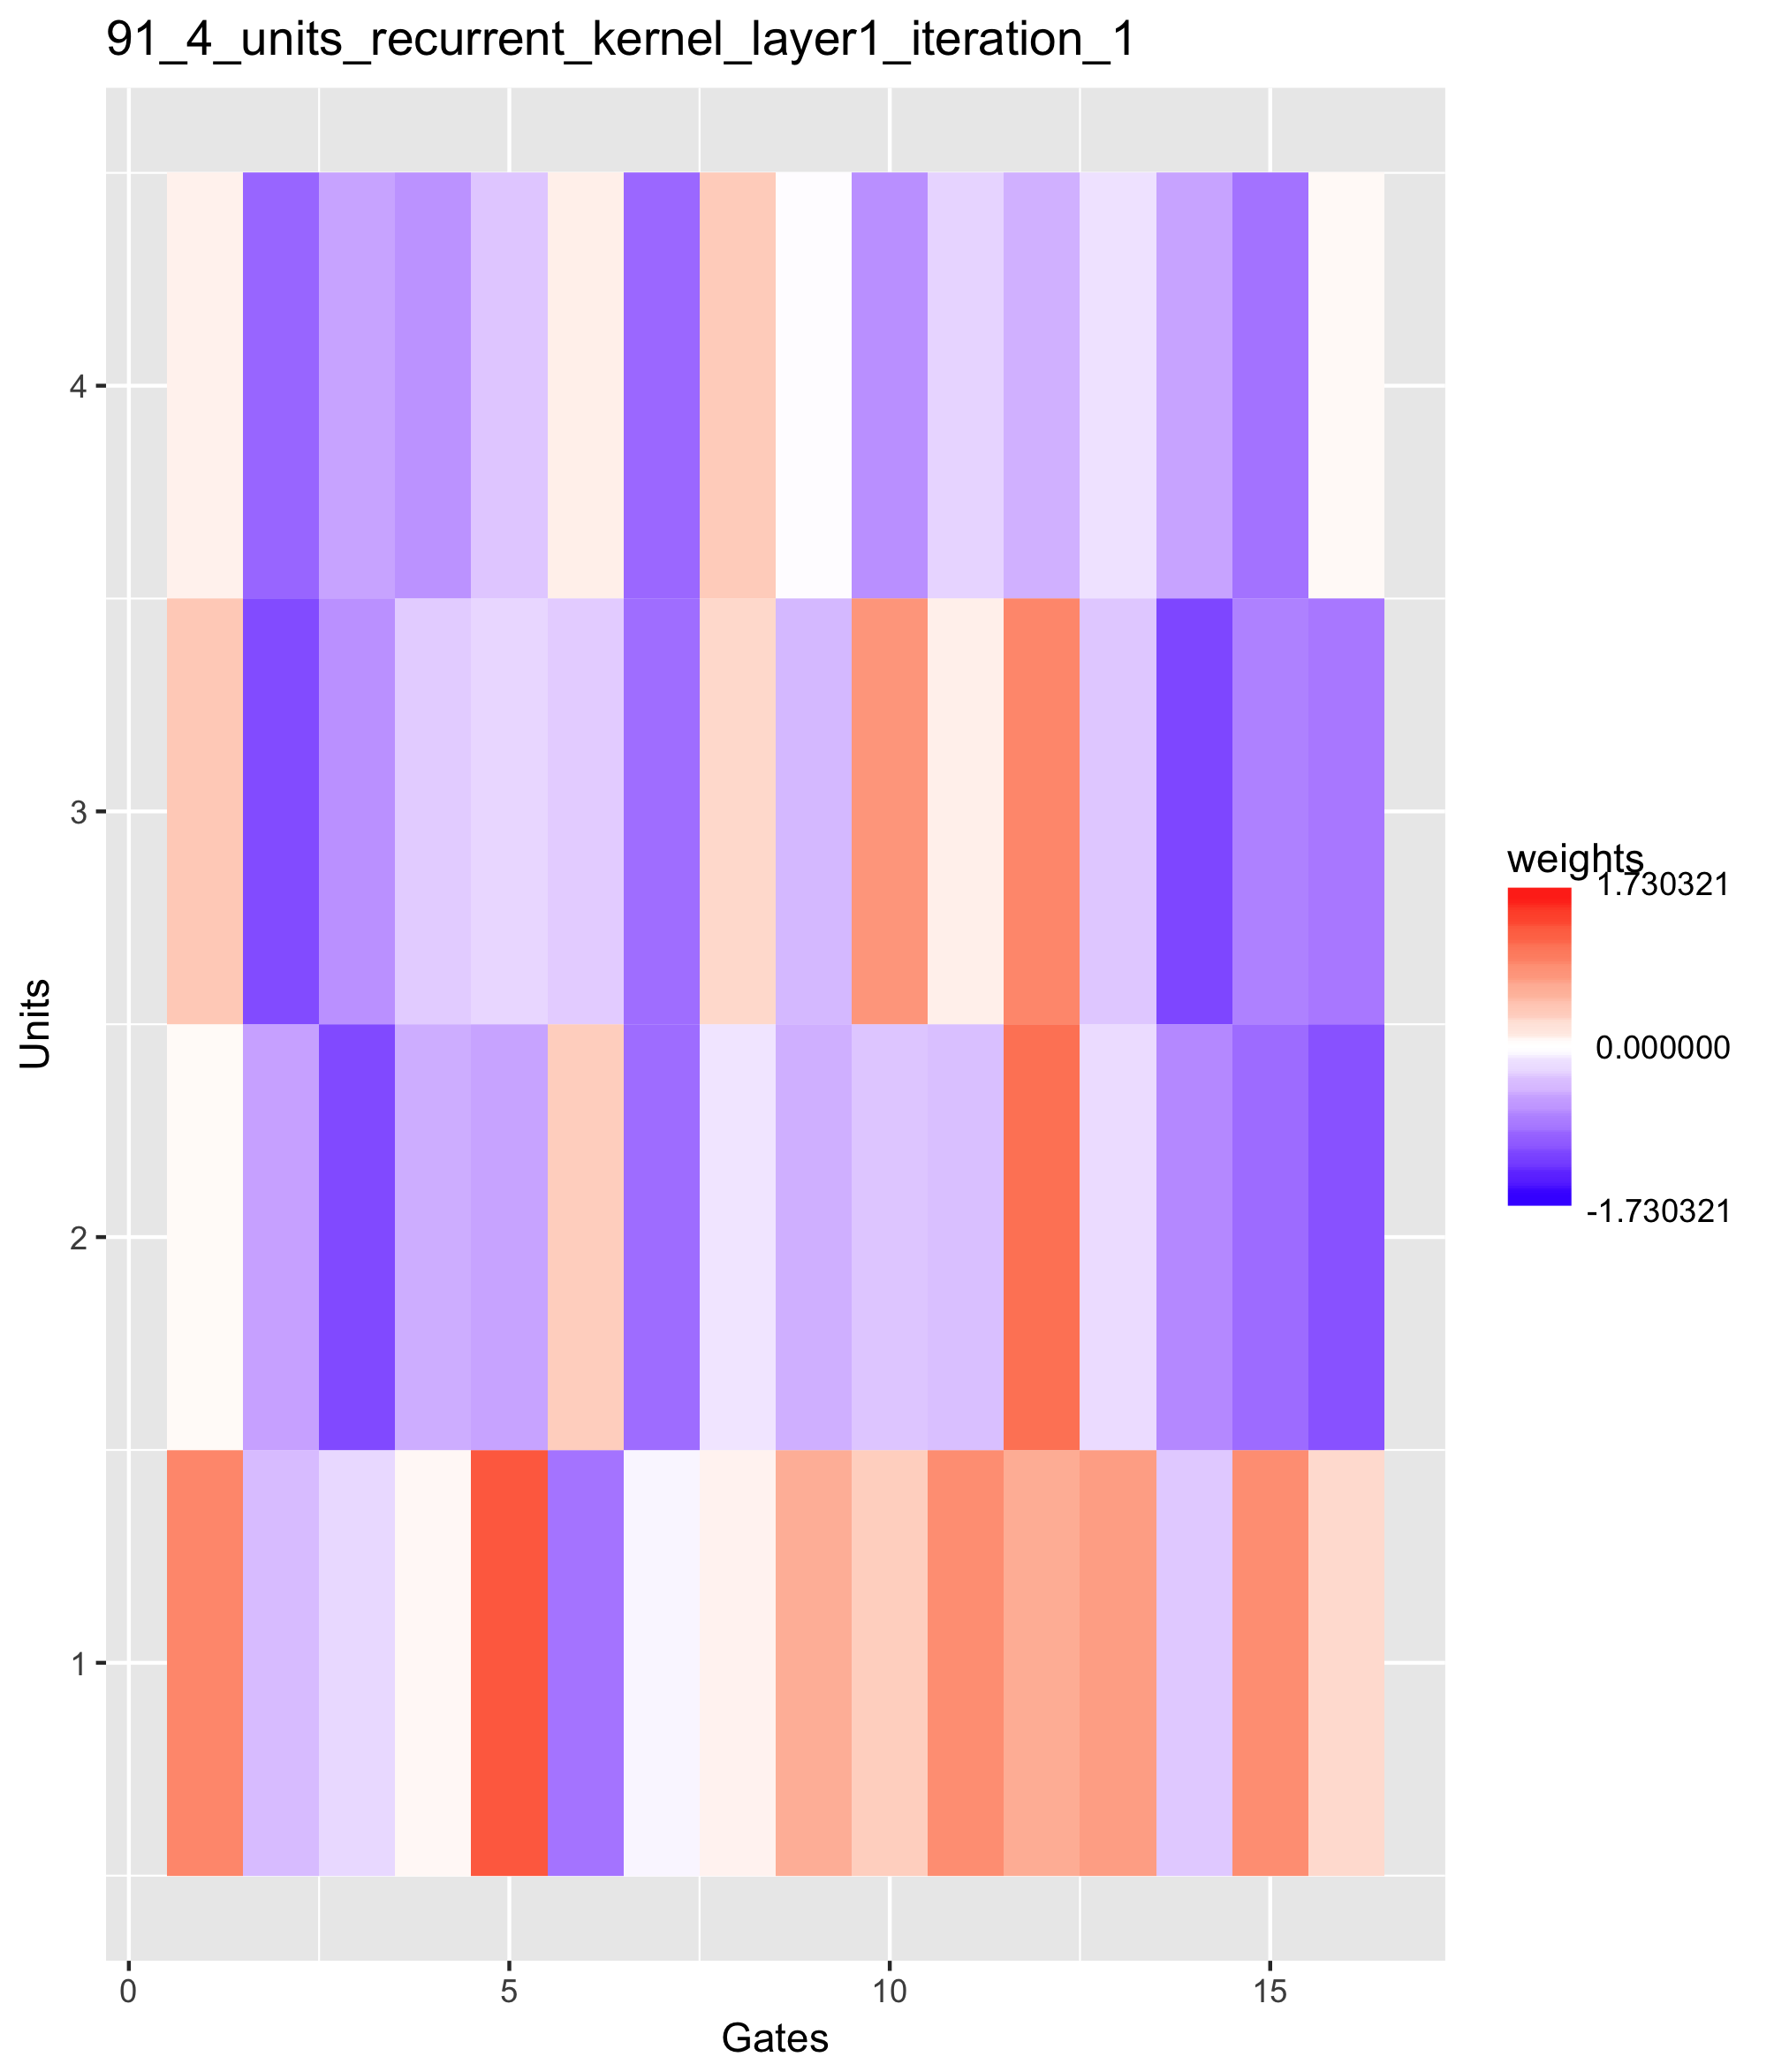 91_4_units_recurrent_kernel_layer1_iteration_1
4
3
2
1
Units
0 5 10 15
Gates
weights
1.730321
0.000000
-1.730321